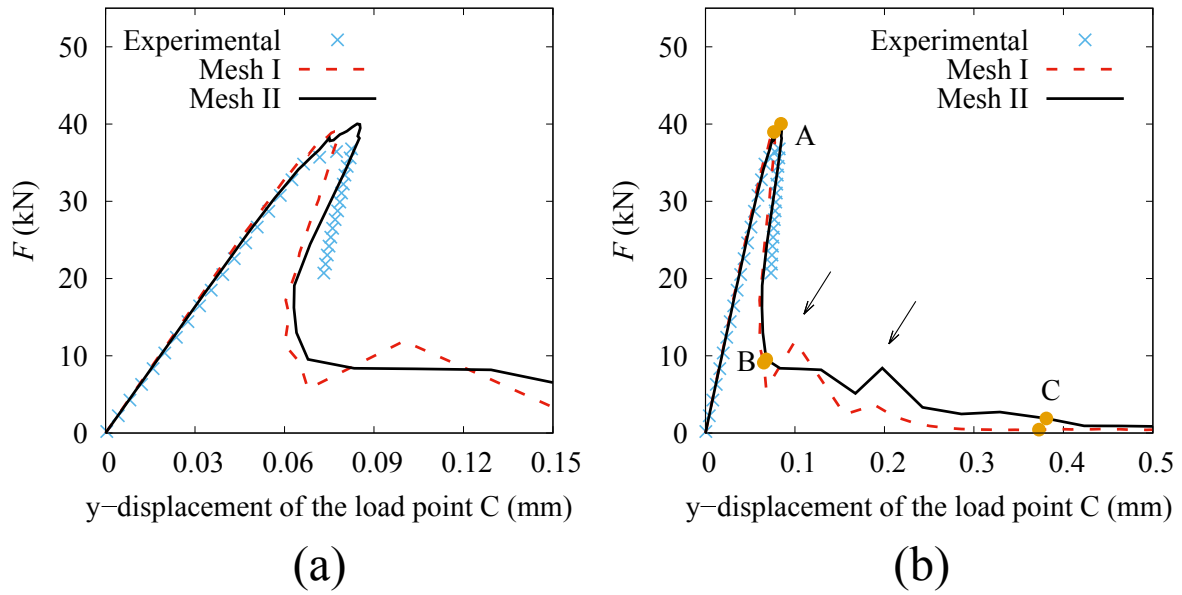 Experimental
Mesh I
Mesh II
F (kN)
50
40
30
20
10
0
0 0.03 0.06 0.09 0.12 0.15
y−displacement of the load point C (mm)
(a)
Experimental
Mesh I
Mesh II
A
B
C
F (kN)
50
40
30
20
10
0
0 0.1 0.2 0.3 0.4 0.5
y−displacement of the load point C (mm)
(b)